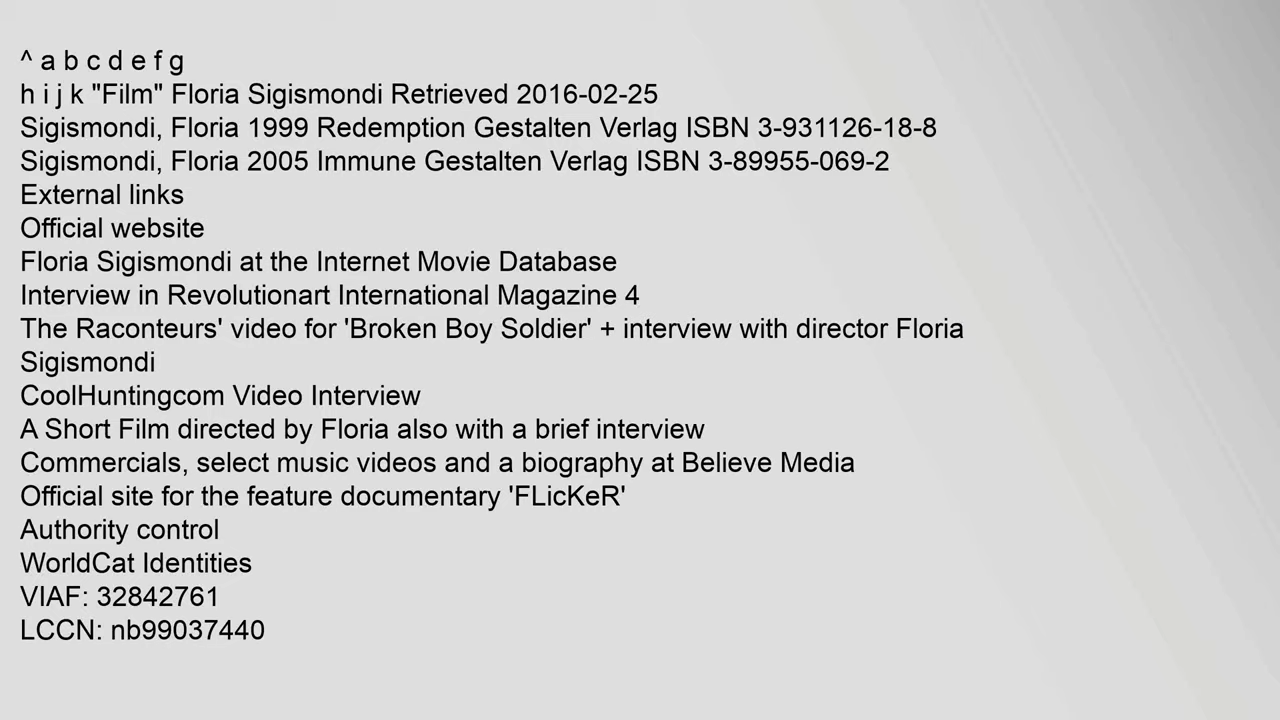 ^ a b c d e f g
h i j k "Film" Floria Sigismondi Retrieved 2016-02-25
Sigismondi, Floria 1999 Redemption Gestalten Verlag ISBN 3-931126-18-8
Sigismondi, Floria 2005 Immune Gestalten Verlag ISBN 3-89955-069-2
External links
Official website
Floria Sigismondi at the Internet Movie Database
Interview in Revolutionart International Magazine 4
The Raconteurs' video for 'Broken Boy Soldier' + interview with director Floria
Sigismondi
CoolHuntingcom Video Interview
A Short Film directed by Floria also with a brief interview
Commercials, select music videos and a biography at Believe Media
Official site for the feature documentary 'FLicKeR'
Authority control
WorldCat Identities
VIAF: 32842761
LCCN: nb99037440